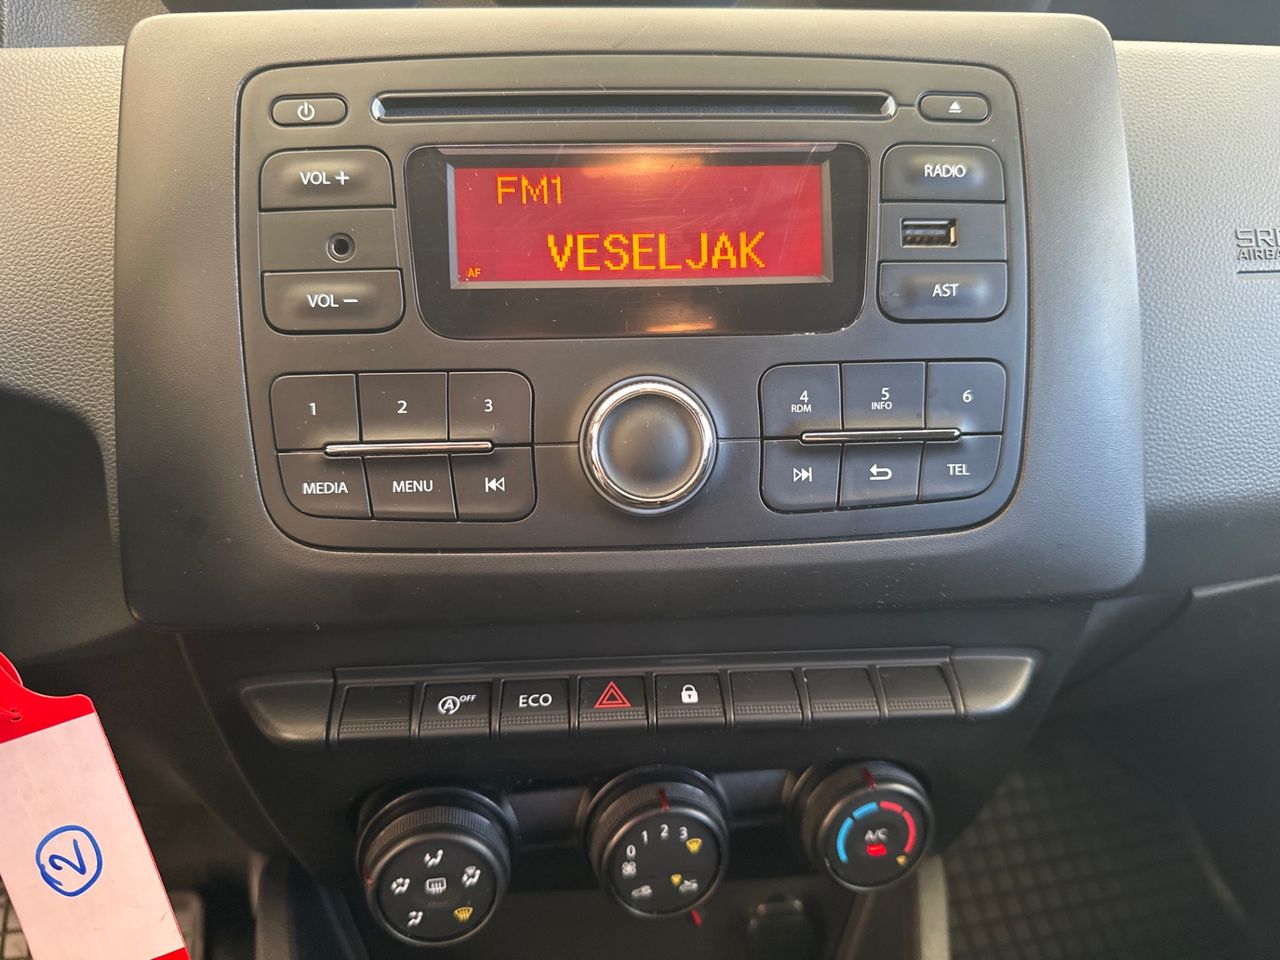 VOL +
VOL –
FM1
VESELJAK
AF
RADIO
AST
1
2
3
MEDIA
MENU
4
RDM
5
INFO
6
TEL
AIRBA
OFF
ECO
0
1
2
3
A/C
2